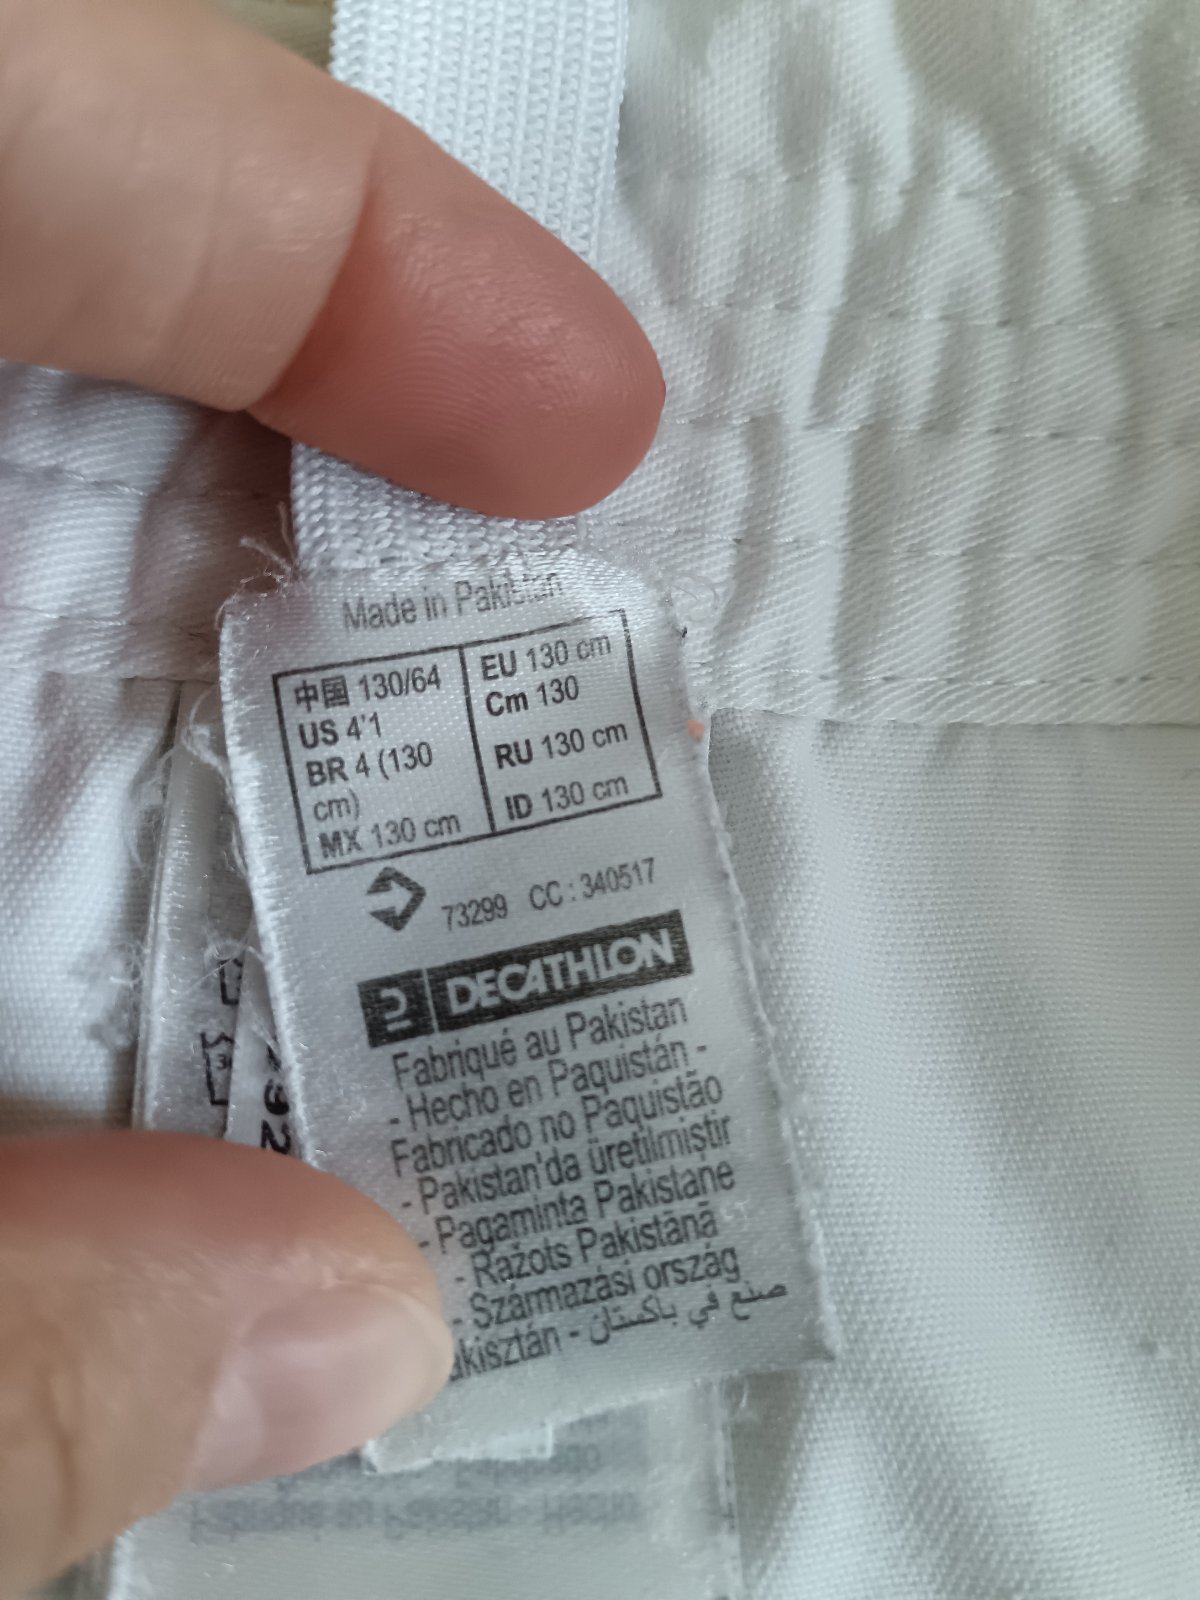 Made in Pakistan
中国 130/64
US 4'1
BR 4 (130
cm)
MX 130 cm
EU 130 cm
Cm 130
RU 130 cm
ID 130 cm
73299 CC : 340517
DECATHLON
Fabriqué au Pakistan
- Hecho en Paquistán -
Fabricado no Paquistão
- Pakistan'da üretilmiştir
- Pagaminta Pakistane
- Ražots Pakistānā
- Származási ország
صنع في باكستان -